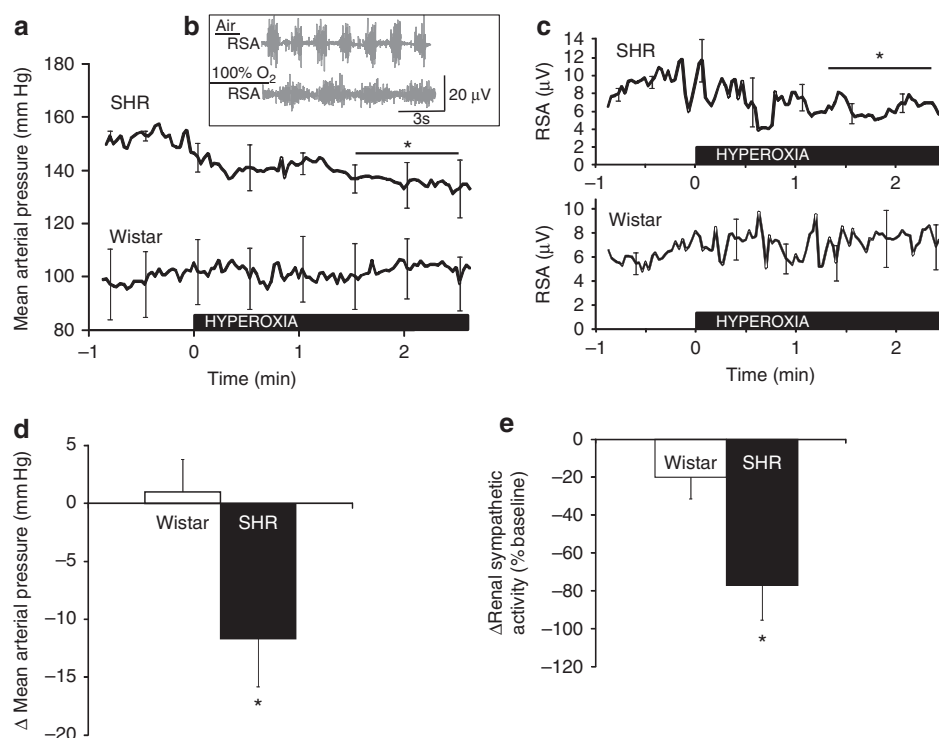 a
Mean arterial pressure (mm Hg)
180
160
140
120
100
80
SHR
*
Wistar
HYPEROXIA
–1
0
1
2
Time (min)
b
Air
RSA
100% O₂
RSA
20 μV
3s
c
RSA (μV)
14
12
10
8
6
4
2
0
SHR
*
HYPEROXIA
–1
0
1
2
RSA (μV)
10
8
6
4
2
0
Wistar
HYPEROXIA
–1
0
1
2
Time (min)
d
Δ Mean arterial pressure (mm Hg)
5
0
–5
–10
–15
–20
Wistar
SHR
*
e
ΔRenal sympathetic
activity (% baseline)
0
–20
–40
–60
–80
–100
–120
Wistar
SHR
*